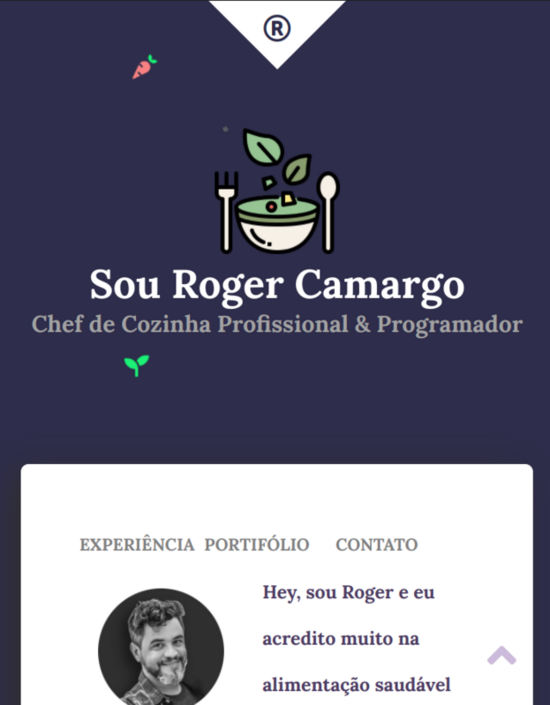 ®
Sou Roger Camargo
Chef de Cozinha Profissional & Programador
EXPERIÊNCIA PORTIFÓLIO CONTATO
Hey, sou Roger e eu
acredito muito na
alimentação saudável